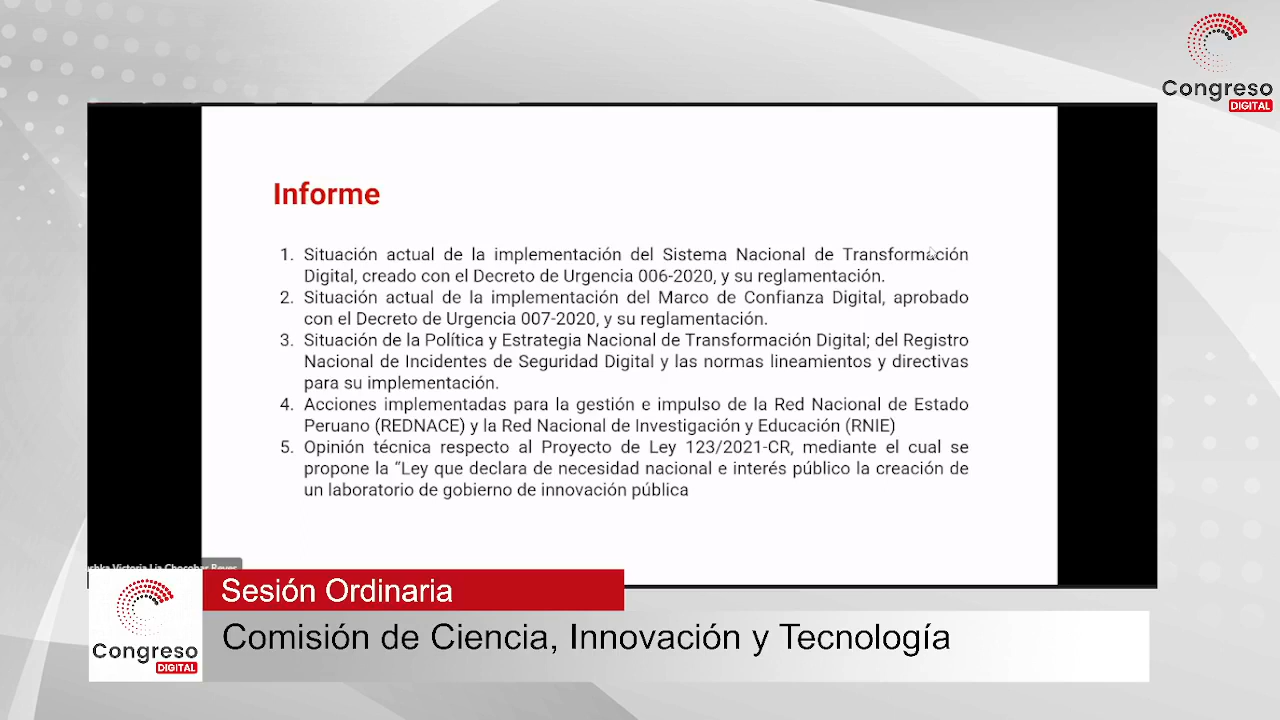 Congreso
DIGITAL
Informe
1. Situación actual de la implementación del Sistema Nacional de Transformación
Digital, creado con el Decreto de Urgencia 006-2020, y su reglamentación.
2. Situación actual de la implementación del Marco de Confianza Digital, aprobado
con el Decreto de Urgencia 007-2020, y su reglamentación.
3. Situación de la Política y Estrategia Nacional de Transformación Digital; del Registro
Nacional de Incidentes de Seguridad Digital y las normas lineamientos y directivas
para su implementación.
4. Acciones implementadas para la gestión e impulso de la Red Nacional de Estado
Peruano (REDNACE) y la Red Nacional de Investigación y Educación (RNIE)
5. Opinión técnica respecto al Proyecto de Ley 123/2021-CR, mediante el cual se
propone la “Ley que declara de necesidad nacional e interés público la creación de
un laboratorio de gobierno de innovación pública
Victoria Lia Chocobar Reyes
Sesión Ordinaria
Comisión de Ciencia, Innovación y Tecnología
Congreso
DIGITAL